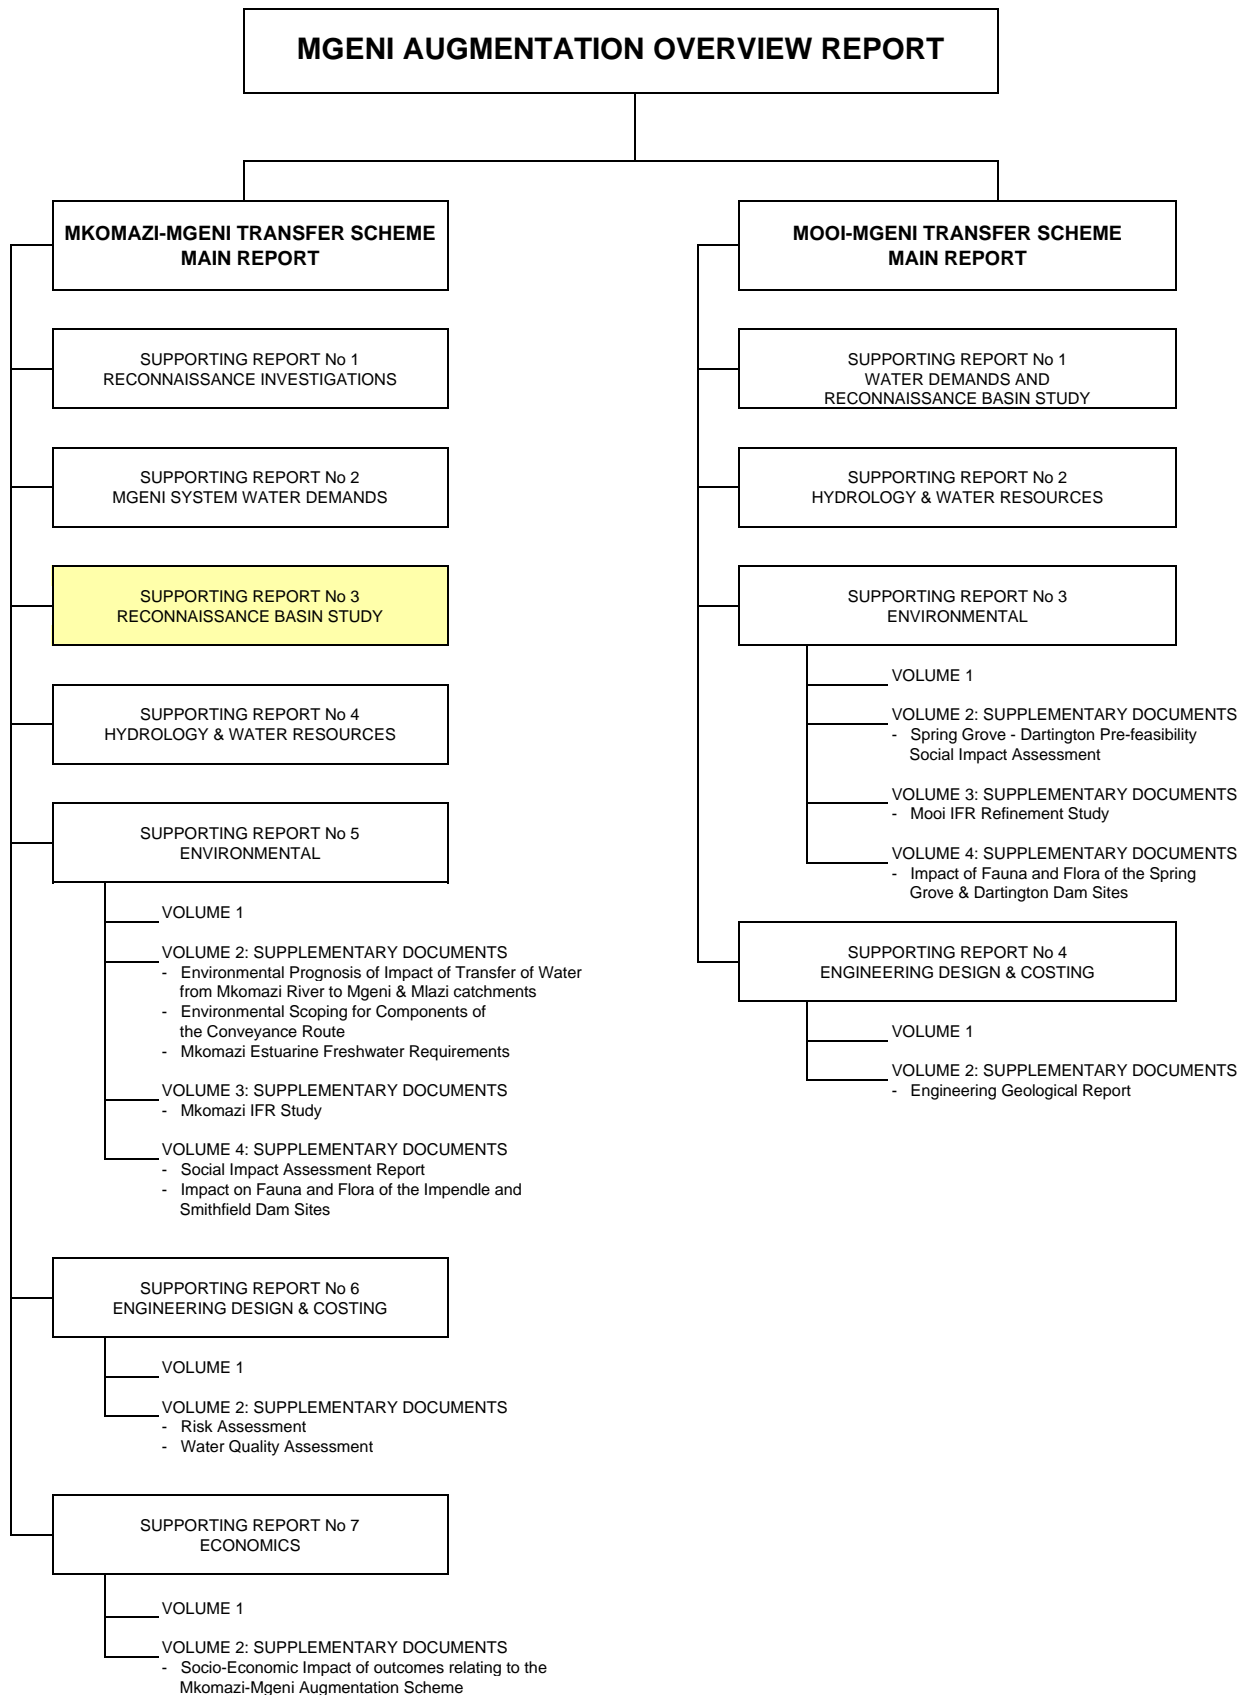 MGENI AUGMENTATION OVERVIEW REPORT
MKOMAZI-MGENI TRANSFER SCHEME
MAIN REPORT
SUPPORTING REPORT No 1
RECONNAISSANCE INVESTIGATIONS
SUPPORTING REPORT No 2
MGENI SYSTEM WATER DEMANDS
SUPPORTING REPORT No 3
RECONNAISSANCE BASIN STUDY
SUPPORTING REPORT No 4
HYDROLOGY & WATER RESOURCES
SUPPORTING REPORT No 5
ENVIRONMENTAL
VOLUME 1
VOLUME 2: SUPPLEMENTARY DOCUMENTS
- Environmental Prognosis of Impact of Transfer of Water
from Mkomazi River to Mgeni & Mlazi catchments
- Environmental Scoping for Components of
the Conveyance Route
- Mkomazi Estuarine Freshwater Requirements
VOLUME 3: SUPPLEMENTARY DOCUMENTS
- Mkomazi IFR Study
VOLUME 4: SUPPLEMENTARY DOCUMENTS
- Social Impact Assessment Report
- Impact on Fauna and Flora of the Impendle and
Smithfield Dam Sites
SUPPORTING REPORT No 6
ENGINEERING DESIGN & COSTING
VOLUME 1
VOLUME 2: SUPPLEMENTARY DOCUMENTS
- Risk Assessment
- Water Quality Assessment
SUPPORTING REPORT No 7
ECONOMICS
VOLUME 1
VOLUME 2: SUPPLEMENTARY DOCUMENTS
- Socio-Economic Impact of outcomes relating to the
Mkomazi-Mgeni Augmentation Scheme
MOOI-MGENI TRANSFER SCHEME
MAIN REPORT
SUPPORTING REPORT No 1
WATER DEMANDS AND
RECONNAISSANCE BASIN STUDY
SUPPORTING REPORT No 2
HYDROLOGY & WATER RESOURCES
SUPPORTING REPORT No 3
ENVIRONMENTAL
VOLUME 1
VOLUME 2: SUPPLEMENTARY DOCUMENTS
- Spring Grove - Dartington Pre-feasibility
Social Impact Assessment
VOLUME 3: SUPPLEMENTARY DOCUMENTS
- Mooi IFR Refinement Study
VOLUME 4: SUPPLEMENTARY DOCUMENTS
- Impact of Fauna and Flora of the Spring
Grove & Dartington Dam Sites
SUPPORTING REPORT No 4
ENGINEERING DESIGN & COSTING
VOLUME 1
VOLUME 2: SUPPLEMENTARY DOCUMENTS
- Engineering Geological Report